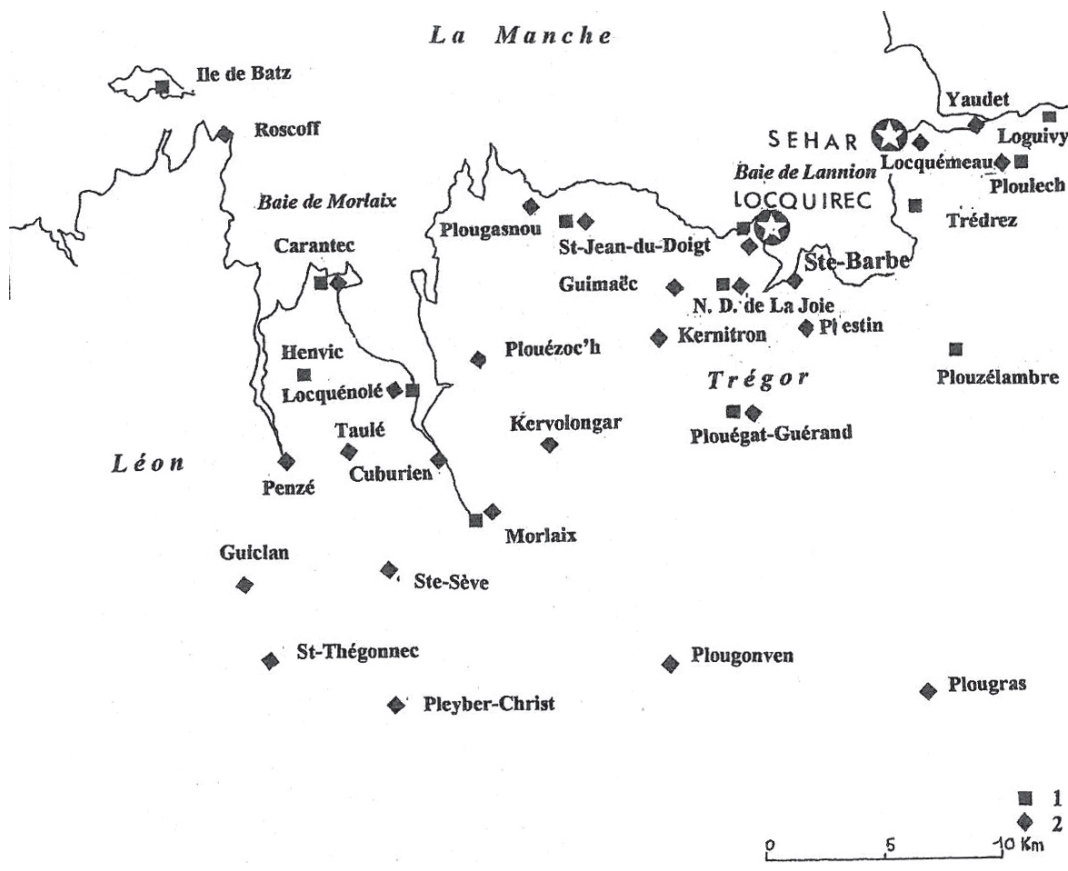 La Manche
Ile de Batz
Roscoff
Yaudet
SEHAR
Loguivy
Locquémeau
Baie de Lannion
Ploulech
LOCQUIREC
Baie de Morlaix
Plougasnou
Trédrez
Carantec
St-Jean-du-Doigt
Ste-Barbe
Guimaëc
N. D. de La Joie
Plestin
Kernitron
Henvic
Plouézoc'h
Trégor
Plouzélambre
Locquénolé
Kervolongar
Taulé
Plouégat-Guérand
Léon
Cuburien
Penzé
Morlaix
Guiclan
Ste-Sève
St-Thégonnec
Plougonven
Plougras
Pleyber-Christ
1
2
0 5 10 Km